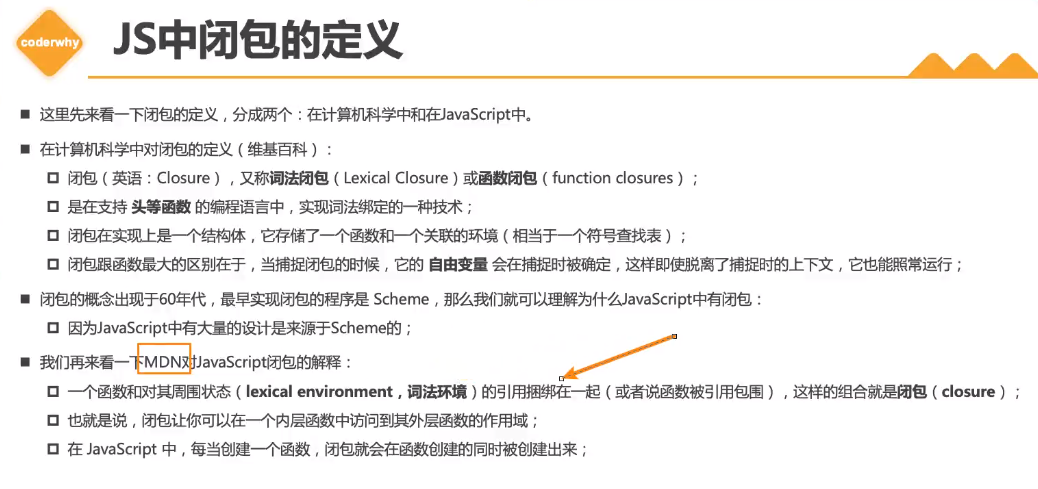 coderwhy
JS中闭包的定义
这里先来看一下闭包的定义，分成两个：在计算机科学中和在JavaScript中。
在计算机科学中对闭包的定义（维基百科）：
闭包（英语：Closure），又称词法闭包（Lexical Closure）或函数闭包（function closures）；
是在支持 头等函数 的编程语言中，实现词法绑定的一种技术；
闭包在实现上是一个结构体，它存储了一个函数和一个关联的环境（相当于一个符号查找表）；
闭包跟函数最大的区别在于，当捕捉闭包的时候，它的 自由变量 会在捕捉时被确定，这样即使脱离了捕捉时的上下文，它也能照常运行；
闭包的概念出现于60年代，最早实现闭包的程序是 Scheme，那么我们就可以理解为什么JavaScript中有闭包：
因为JavaScript中有大量的设计是来源于Scheme的；
我们再来看一下MDN对JavaScript闭包的解释：
一个函数和对其周围状态（lexical environment，词法环境）的引用捆绑在一起（或者说函数被引用包围），这样的组合就是闭包（closure）；
也就是说，闭包让你可以在一个内层函数中访问到其外层函数的作用域；
在 JavaScript 中，每当创建一个函数，闭包就会在函数创建的同时被创建出来；